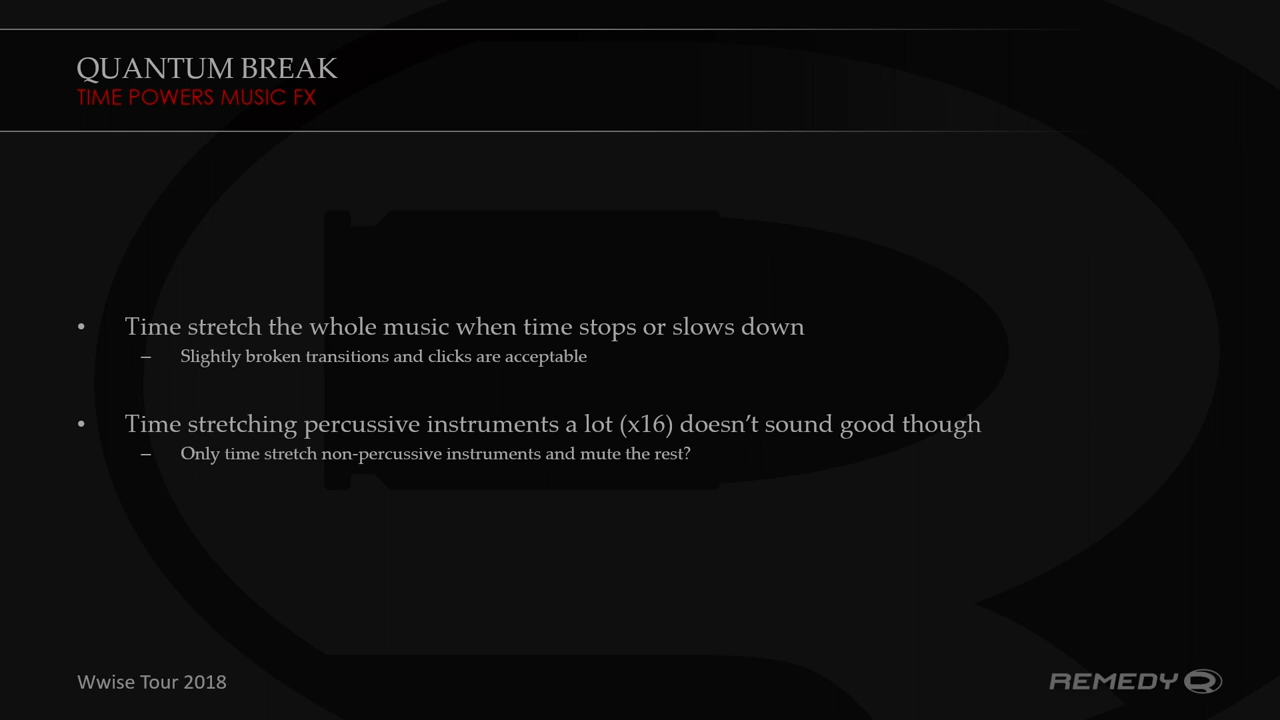 QUANTUM BREAK
TIME POWERS MUSIC FX
• Time stretch the whole music when time stops or slows down
– Slightly broken transitions and clicks are acceptable
• Time stretching percussive instruments a lot (x16) doesn’t sound good though
– Only time stretch non-percussive instruments and mute the rest?
Wwise Tour 2018
REMEDY